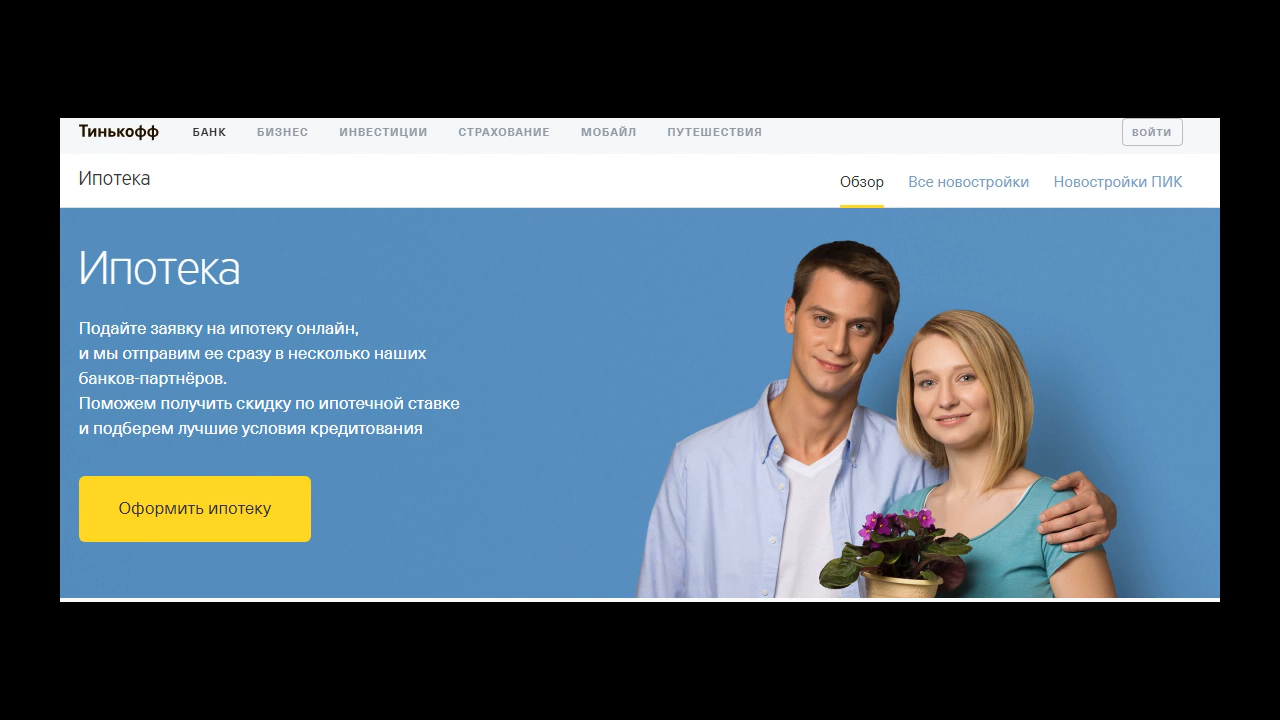 Тинькофф БАНК БИЗНЕС ИНВЕСТИЦИИ СТРАХОВАНИЕ МОБАЙЛ ПУТЕШЕСТВИЯ ВОЙТИ
Ипотека Обзор Все новостройки Новостройки ПИК
Ипотека
Подайте заявку на ипотеку онлайн,
и мы отправим ее сразу в несколько наших
банков-партнёров.
Поможем получить скидку по ипотечной ставке
и подберем лучшие условия кредитования
Оформить ипотеку